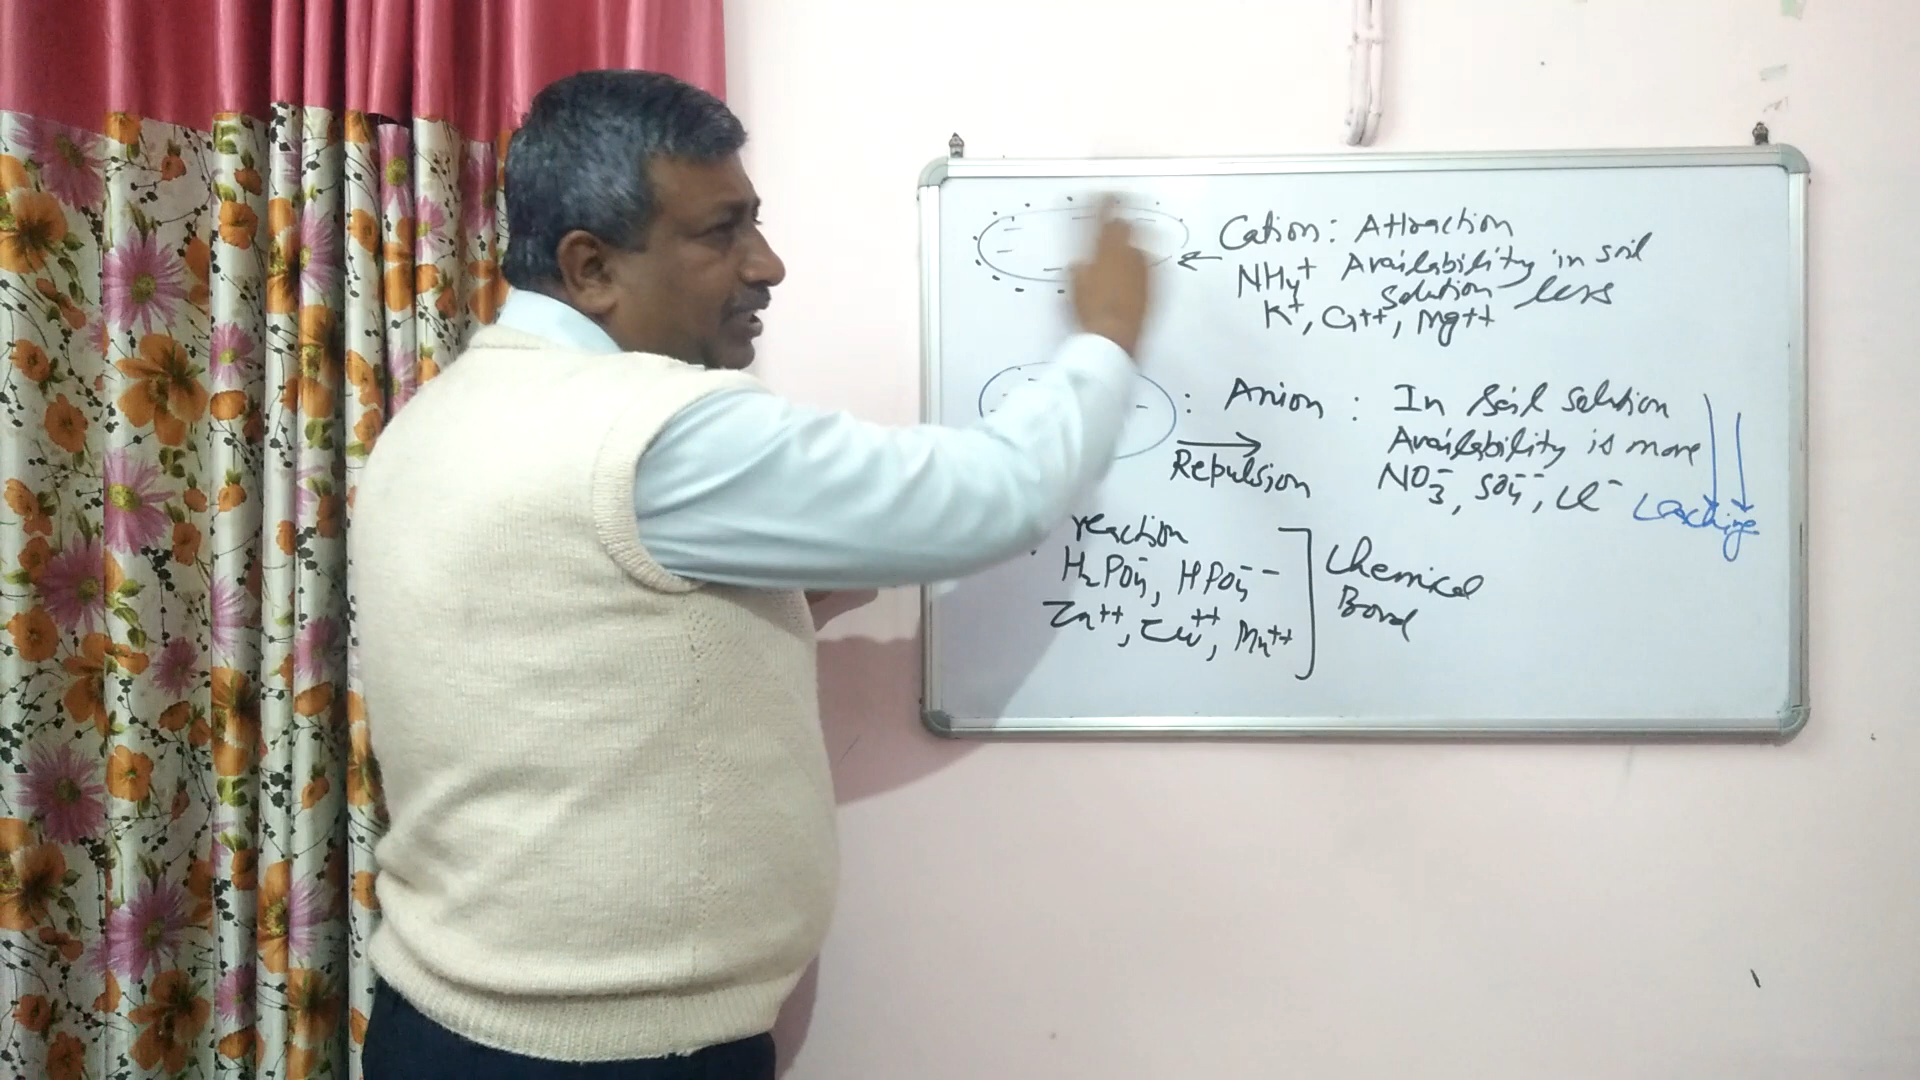 Cation: Attraction
NH4+ Availability in soil
solution less
K+, Ca++, Mg++
: Anion : In Soil solution
Availability is more
Repulsion
NO3-, SO4--, Cl- Leaching
reaction
H2PO4-, HPO4--
Zn++, Cu++, Mn++
Chemical
Bond